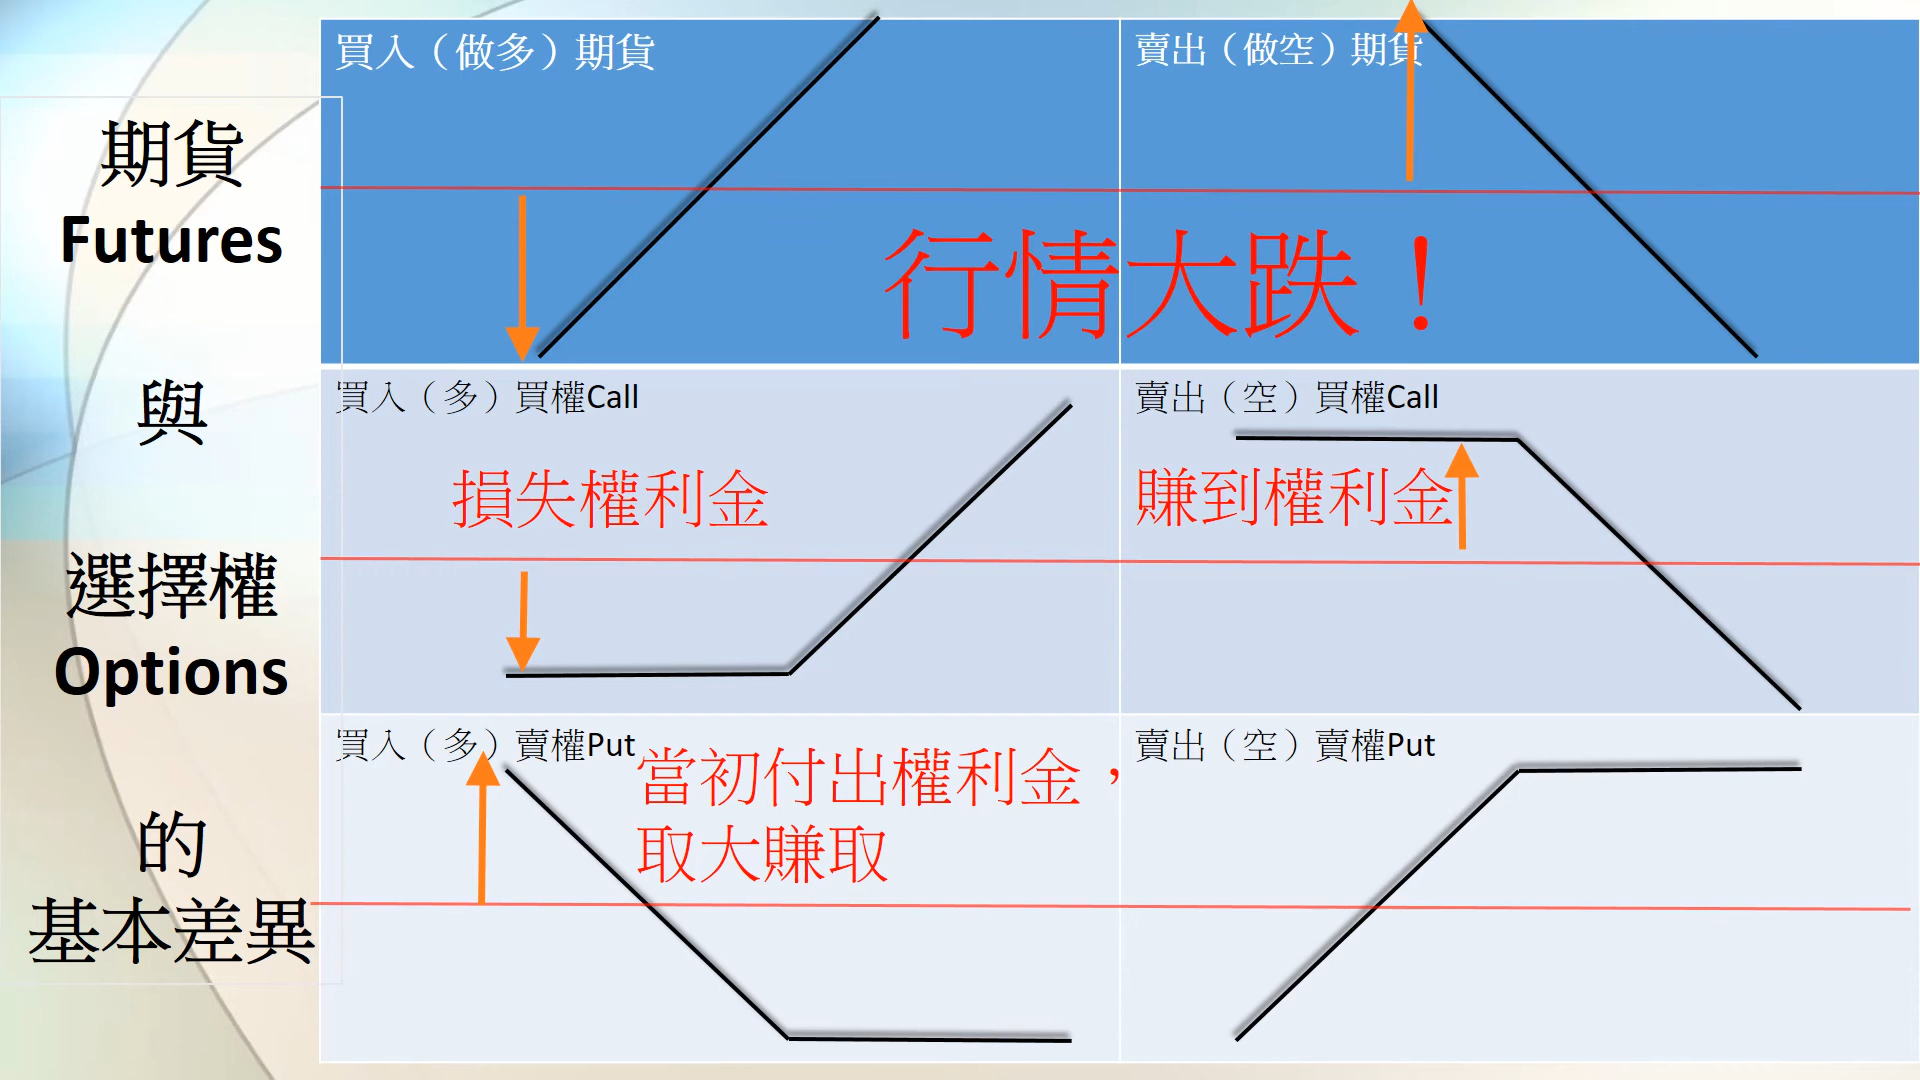 期貨
Futures
與
選擇權
Options
的
基本差異
買入（做多）期貨
賣出（做空）期貨
行情大跌！
買入（多）買權Call
賣出（空）買權Call
損失權利金
賺到權利金
買入（多）賣權Put
當初付出權利金，
取大賺取
賣出（空）賣權Put